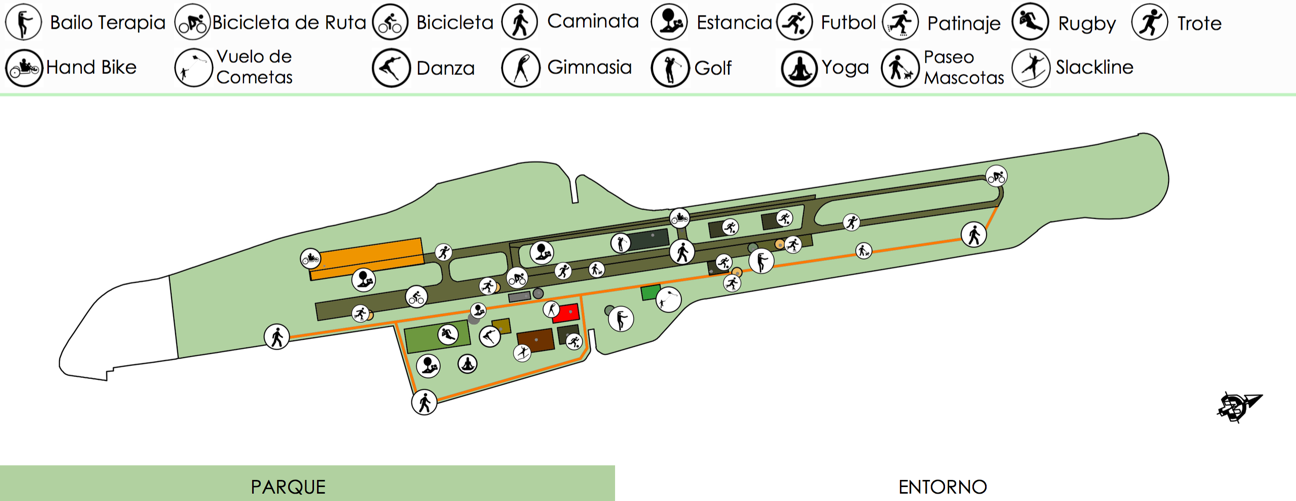 Bailo Terapia Bicicleta de Ruta Bicicleta Caminata Estancia Futbol Patinaje Rugby Trote
Hand Bike Vuelo de Cometas Danza Gimnasia Golf Yoga Paseo Mascotas Slackline
PARQUE ENTORNO